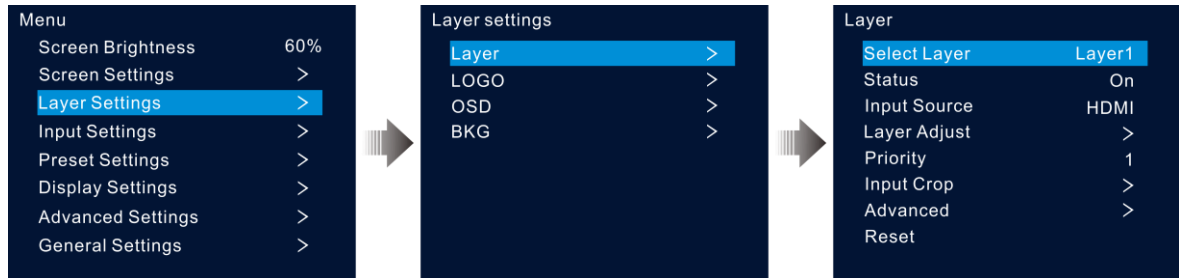 Menu
Screen Brightness 60%
Screen Settings >
Layer Settings >
Input Settings >
Preset Settings >
Display Settings >
Advanced Settings >
General Settings >
Layer settings
Layer >
LOGO >
OSD >
BKG >
Layer
Select Layer Layer1
Status On
Input Source HDMI
Layer Adjust >
Priority 1
Input Crop >
Advanced >
Reset